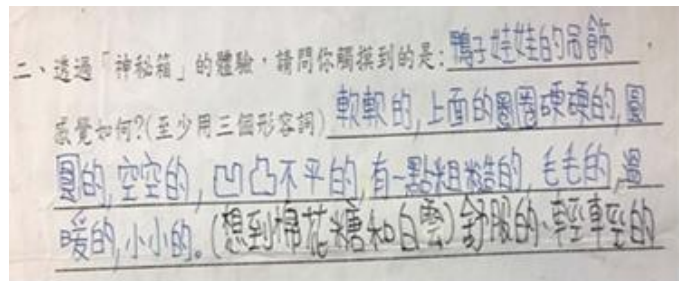 二、透過「神秘箱」的體驗，請問你觸摸到的是：鴨子娃娃的吊飾．
感覺如何?(至少用三個形容詞)軟軟的,上面的圈圈硬硬的,圓
圓的,空空的,凹凸不平的,有一點粗糙的,毛毛的,溫
暖的,小小的。(想到棉花糖和白雲)舒服的、輕輕的